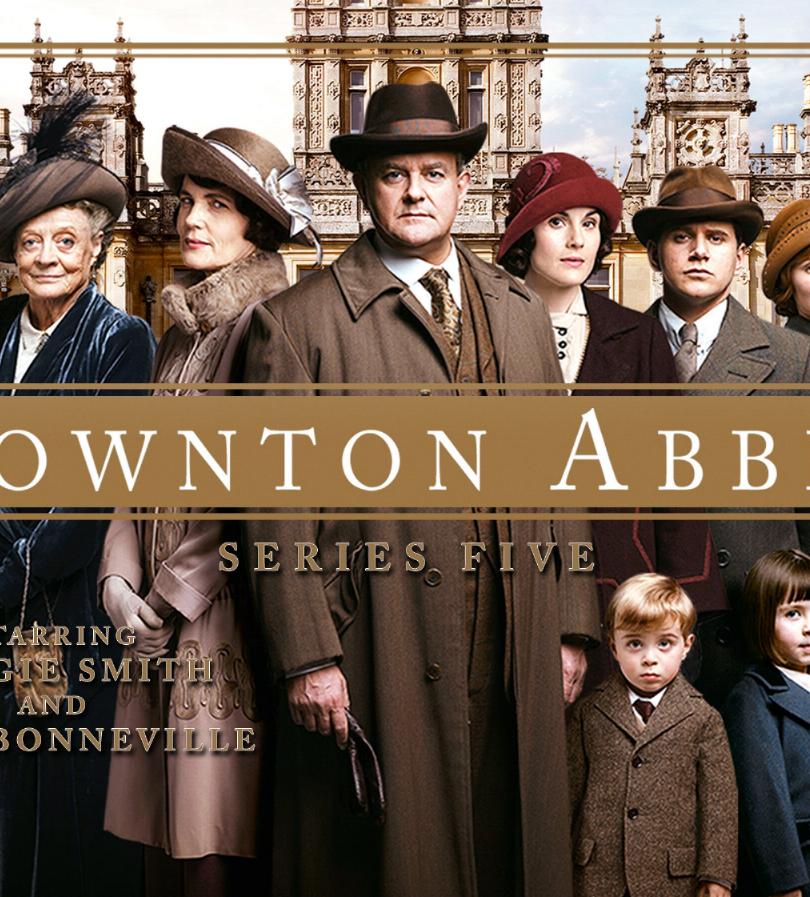 OWNTON ABB
SERIES FIVE
TARRING
GIE SMITH
AND
BONNEVILLE